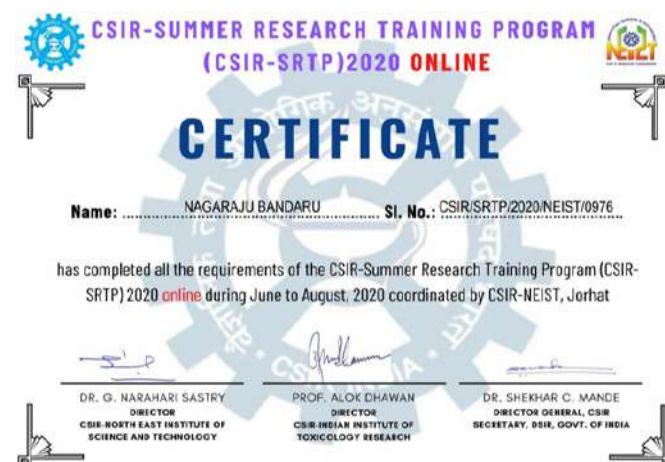 CSIR-SUMMER RESEARCH TRAINING PROGRAM
(CSIR-SRTP)2020 ONLINE
CERTIFICATE
Name: NAGARAJU BANDARU Sl. No.: CSIR/SRTP/2020/NEIST/0976
has completed all the requirements of the CSIR-Summer Research Training Program (CSIR-
SRTP) 2020 online during June to August, 2020 coordinated by CSIR-NEIST, Jorhat
DR. G. NARAHARI SASTRY
DIRECTOR
CSIR-NORTH EAST INSTITUTE OF
SCIENCE AND TECHNOLOGY
PROF. ALOK DHAWAN
DIRECTOR
CSIR-INDIAN INSTITUTE OF
TOXICOLOGY RESEARCH
DR. SHEKHAR C. MANDE
DIRECTOR GENERAL, CSIR
SECRETARY, DSIR, GOVT. OF INDIA